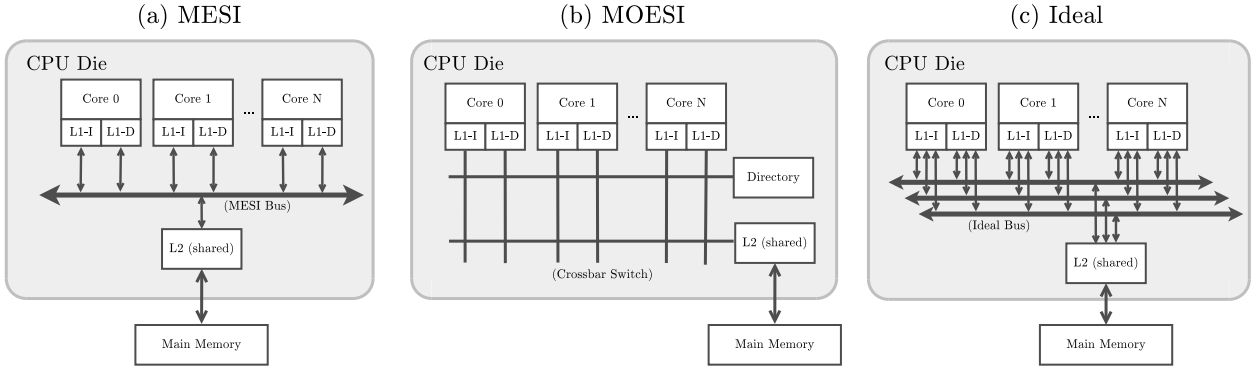 (a) MESI
(b) MOESI
(c) Ideal
CPU Die
Core 0
Core 1
...
Core N
L1-I
L1-D
L1-I
L1-D
L1-I
L1-D
(MESI Bus)
L2 (shared)
Main Memory
CPU Die
Core 0
Core 1
...
Core N
L1-I
L1-D
L1-I
L1-D
L1-I
L1-D
Directory
L2 (shared)
(Crossbar Switch)
Main Memory
CPU Die
Core 0
Core 1
...
Core N
L1-I
L1-D
L1-I
L1-D
L1-I
L1-D
(Ideal Bus)
L2 (shared)
Main Memory